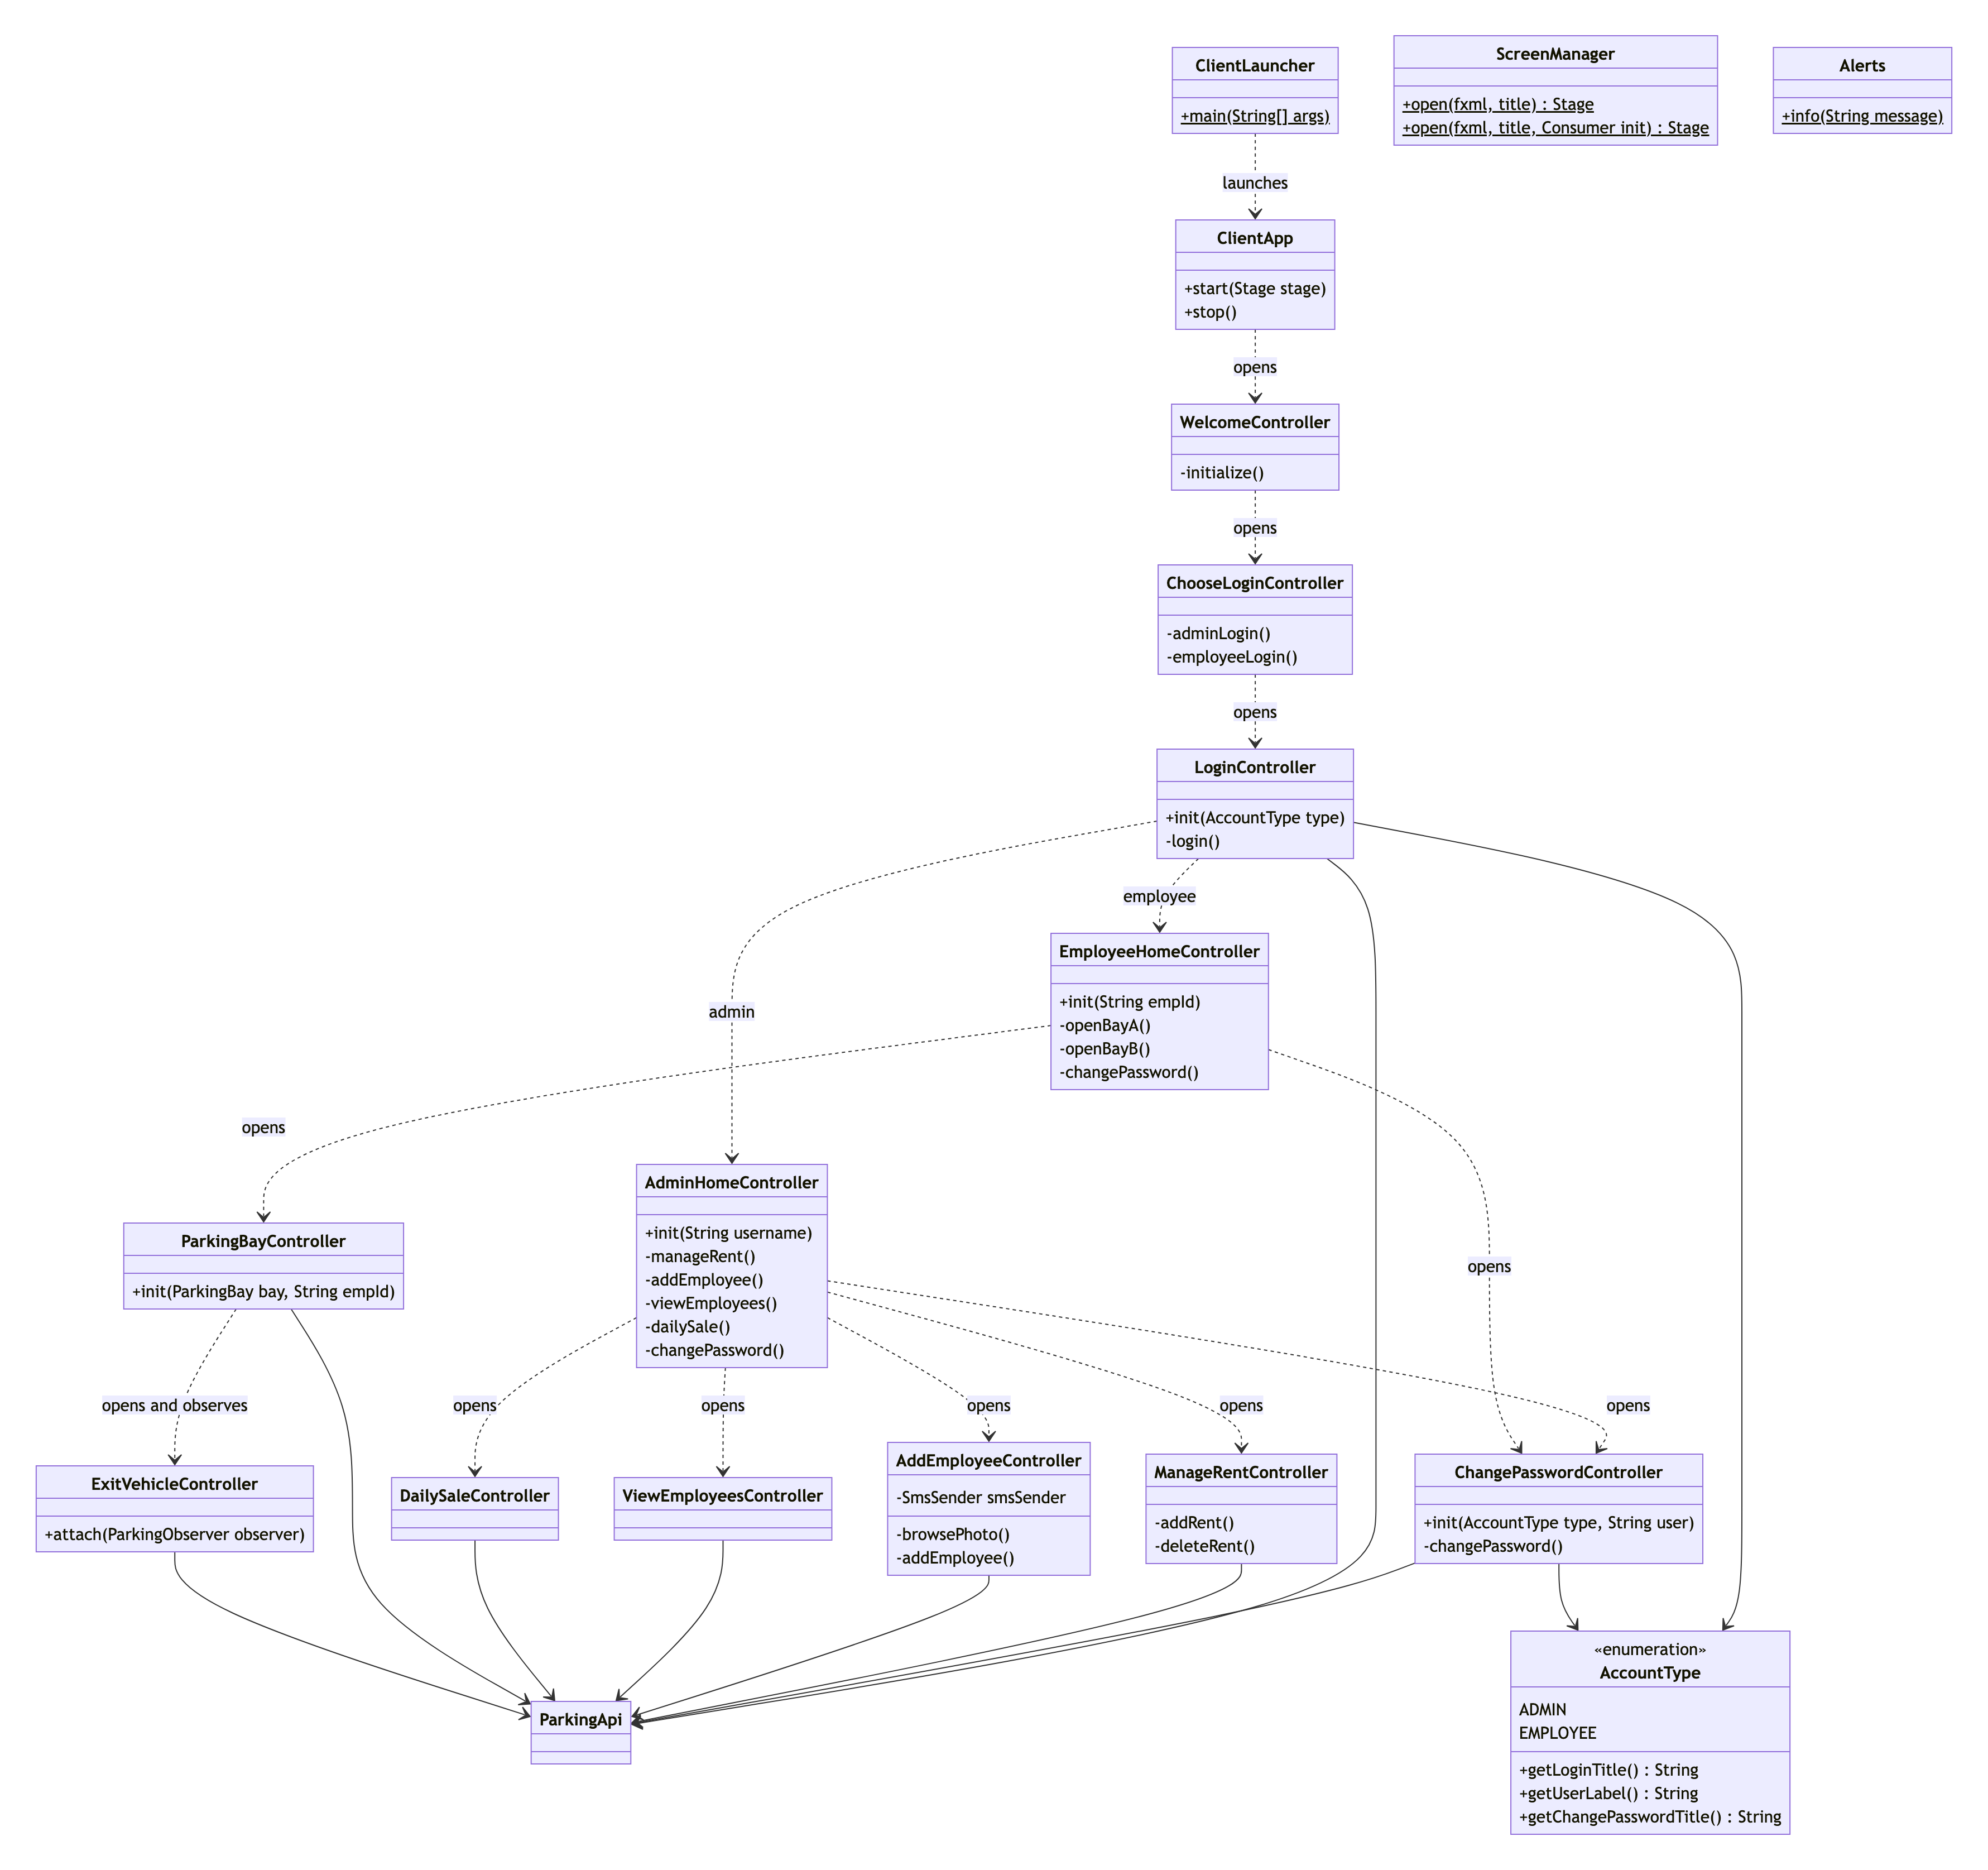 ClientLauncher
+main(String[] args)
ScreenManager
+open(fxml, title) : Stage
+open(fxml, title, Consumer init) : Stage
Alerts
+info(String message)
launches
ClientApp
+start(Stage stage)
+stop()
opens
WelcomeController
-initialize()
opens
ChooseLoginController
-adminLogin()
-employeeLogin()
opens
LoginController
+init(AccountType type)
-login()
employee
admin
EmployeeHomeController
+init(String empId)
-openBayA()
-openBayB()
-changePassword()
opens
opens
AdminHomeController
+init(String username)
-manageRent()
-addEmployee()
-viewEmployees()
-dailySale()
-changePassword()
ParkingBayController
+init(ParkingBay bay, String empId)
opens and observes
opens
opens
opens
opens
opens
ExitVehicleController
+attach(ParkingObserver observer)
DailySaleController
ViewEmployeesController
AddEmployeeController
-SmsSender smsSender
-browsePhoto()
-addEmployee()
ManageRentController
-addRent()
-deleteRent()
ChangePasswordController
+init(AccountType type, String user)
-changePassword()
ParkingApi
«enumeration»
AccountType
ADMIN
EMPLOYEE
+getLoginTitle() : String
+getUserLabel() : String
+getChangePasswordTitle() : String